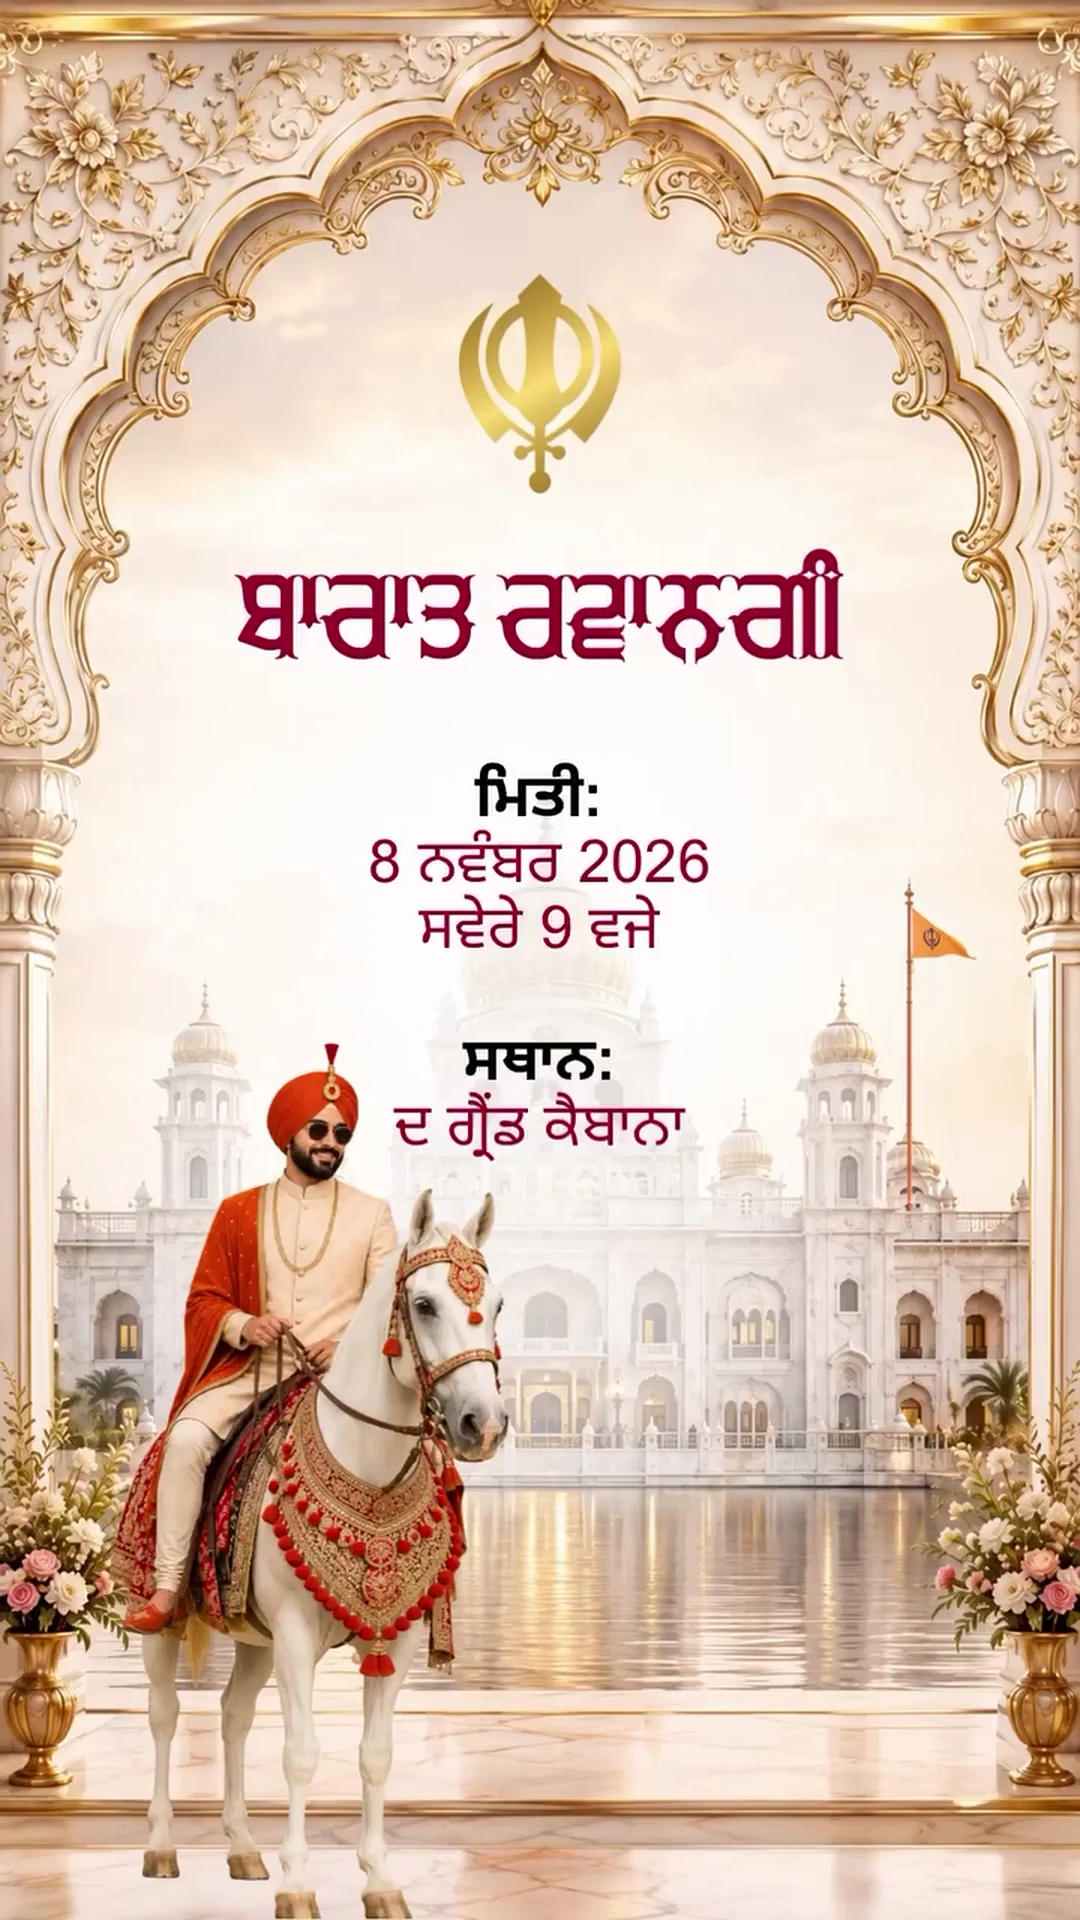 ਬਾਰਾਤ ਰਵਾਨਗੀ
ਮਿਤੀ:
8 ਨਵੰਬਰ 2026
ਸਵੇਰੇ 9 ਵਜੇ
ਸਥਾਨ:
ਦ ਗ੍ਰੈਂਡ ਕੈਬਾਨਾ